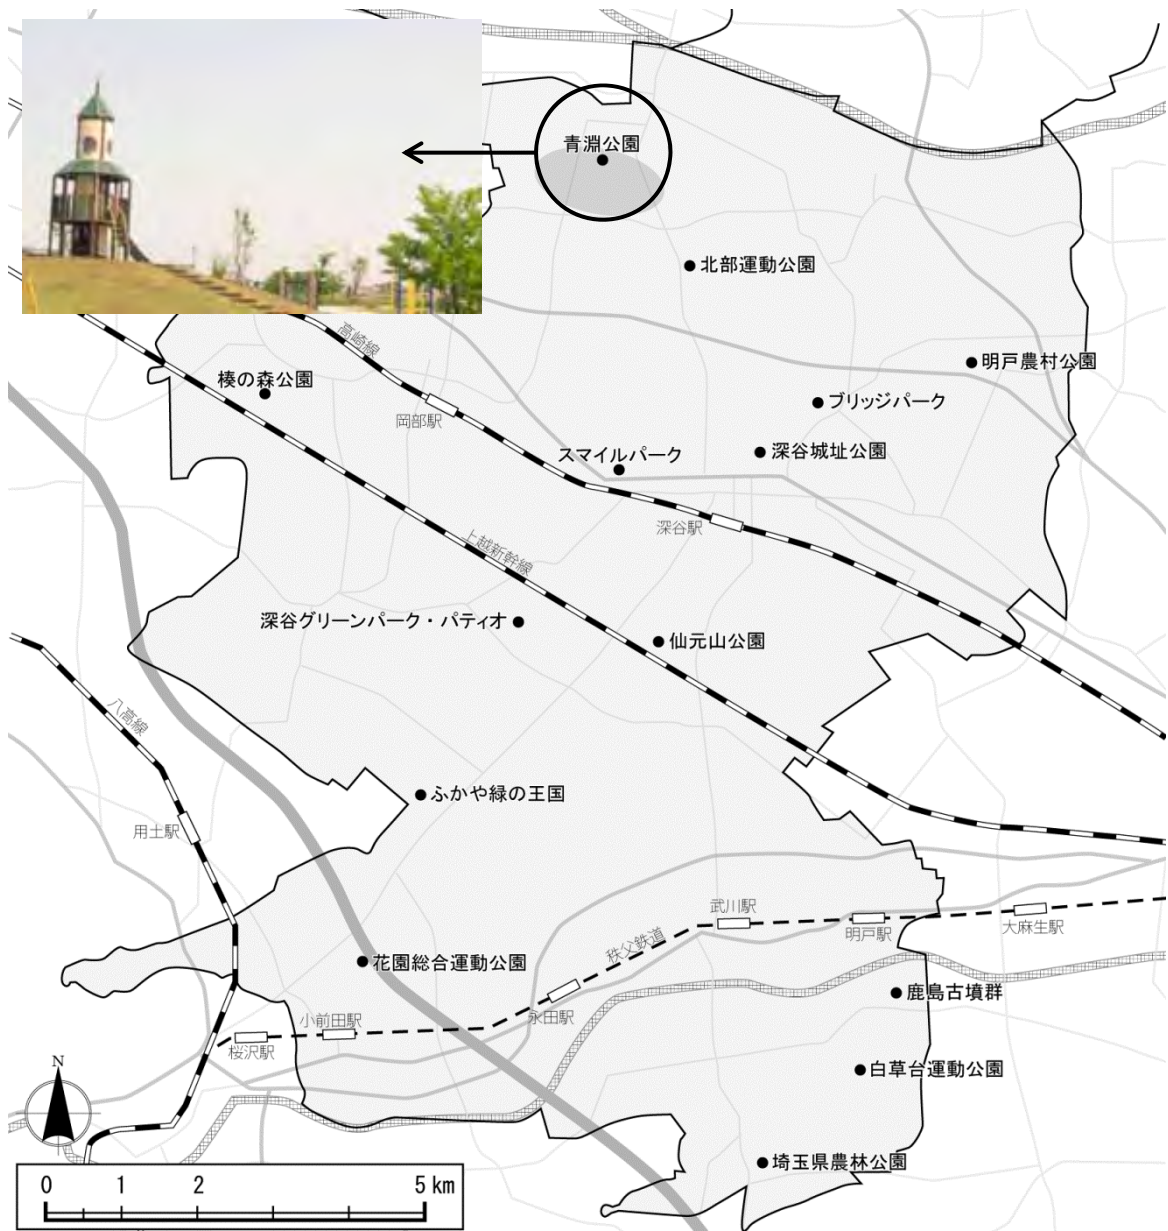 青淵公園
北部運動公園
高崎線
明戸農村公園
榛の森公園
ブリッジパーク
岡部駅
スマイルパーク
深谷城址公園
深谷駅
上越新幹線
深谷グリーンパーク・パティオ
仙元山公園
八高線
ふかや緑の王国
用土駅
武川駅
明戸駅
大麻生駅
秩父鉄道
花園総合運動公園
鹿島古墳群
小前田駅
永田駅
桜沢駅
N
白草台運動公園
埼玉県農林公園
0 1 2 5 km